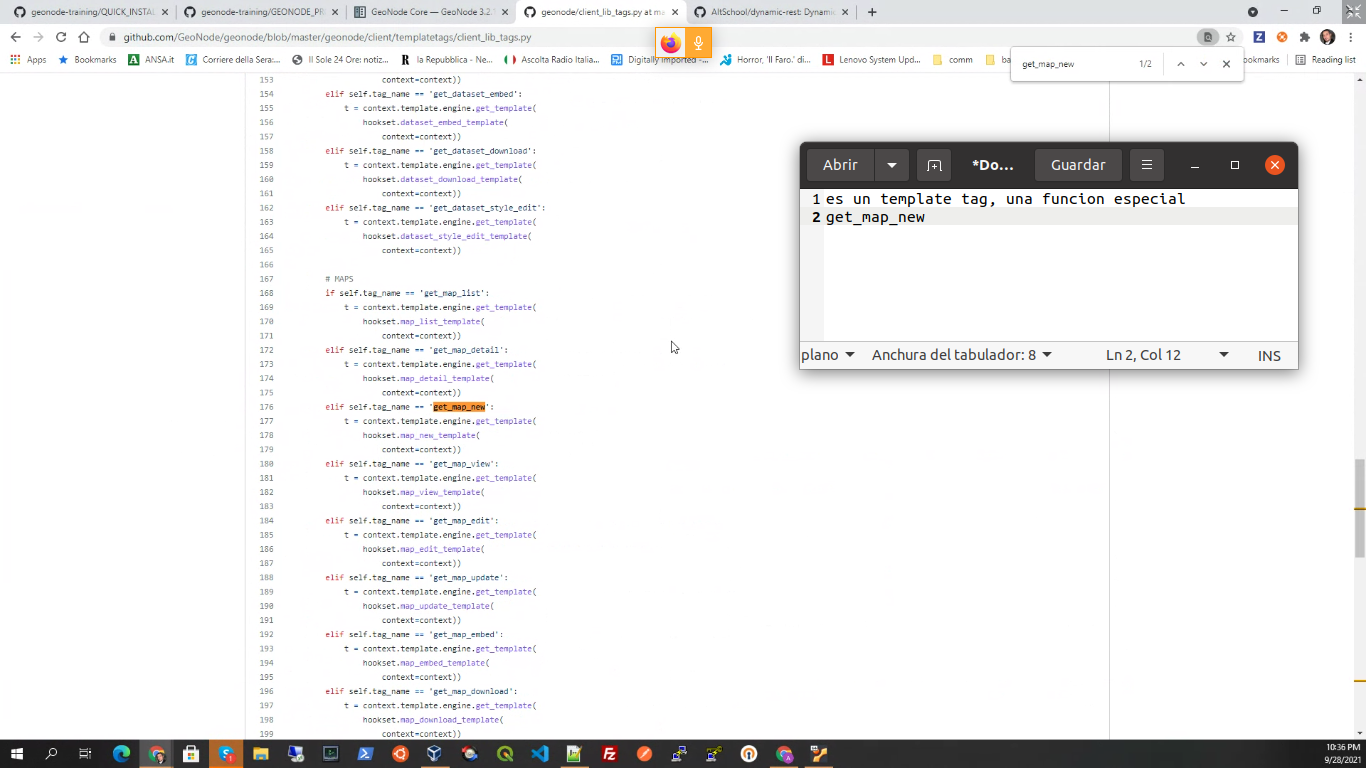 geonode-training/QUICK_INSTAL
geonode-training/GEONODE_PR
GeoNode Core — GeoNode 3.2.
geonode/client_lib_tags.py at ma
AltSchool/dynamic-rest: Dynamic
github.com/GeoNode/geonode/blob/master/geonode/client/templatetags/client_lib_tags.py
Apps
Bookmarks
ANSA.it
Corriere della Sera:...
Il Sole 24 Ore: notiz...
la Repubblica - Ne...
Ascolta Radio Italia...
Digitally Imported -...
Horror, 'Il Faro.' di...
Lenovo System Upd...
comm
ba
ookmarks
Reading list
get_map_new
1/2
153 context=context))
154 elif self.tag_name == 'get_dataset_embed':
155 t = context.template.engine.get_template(
156 hookset.dataset_embed_template(
157 context=context))
158 elif self.tag_name == 'get_dataset_download':
159 t = context.template.engine.get_template(
160 hookset.dataset_download_template(
161 context=context))
162 elif self.tag_name == 'get_dataset_style_edit':
163 t = context.template.engine.get_template(
164 hookset.dataset_style_edit_template(
165 context=context))
166
167 # MAPS
168 if self.tag_name == 'get_map_list':
169 t = context.template.engine.get_template(
170 hookset.map_list_template(
171 context=context))
172 elif self.tag_name == 'get_map_detail':
173 t = context.template.engine.get_template(
174 hookset.map_detail_template(
175 context=context))
176 elif self.tag_name == 'get_map_new':
177 t = context.template.engine.get_template(
178 hookset.map_new_template(
179 context=context))
180 elif self.tag_name == 'get_map_view':
181 t = context.template.engine.get_template(
182 hookset.map_view_template(
183 context=context))
184 elif self.tag_name == 'get_map_edit':
185 t = context.template.engine.get_template(
186 hookset.map_edit_template(
187 context=context))
188 elif self.tag_name == 'get_map_update':
189 t = context.template.engine.get_template(
190 hookset.map_update_template(
191 context=context))
192 elif self.tag_name == 'get_map_embed':
193 t = context.template.engine.get_template(
194 hookset.map_embed_template(
195 context=context))
196 elif self.tag_name == 'get_map_download':
197 t = context.template.engine.get_template(
198 hookset.map_download_template(
199 context=context))
Abrir
*Do...
Guardar
1 es un template tag, una funcion especial
2 get_map_new
plano
Anchura del tabulador: 8
Ln 2, Col 12
INS
10:36 PM
9/28/2021